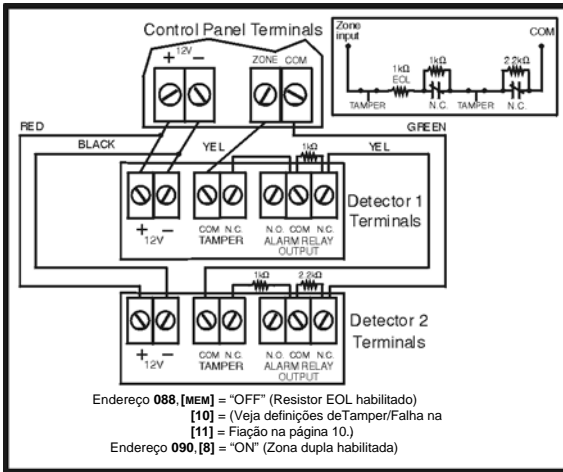 Control Panel Terminals
+ 12V −
ZONE COM
Zone input
COM
1kΩ EOL
1kΩ
2.2kΩ
TAMPER
N.C.
TAMPER
N.C.
RED
BLACK
YEL
GREEN
1kΩ
YEL
Detector 1 Terminals
+ 12V −
COM N.C.
TAMPER
N.O. COM N.C.
ALARM RELAY
OUTPUT
1kΩ
2.2kΩ
Detector 2 Terminals
+ 12V −
COM N.C.
TAMPER
N.O. COM N.C.
ALARM RELAY
OUTPUT
Endereço 088, [MEM] = “OFF” (Resistor EOL habilitado)
[10] = (Veja definições deTamper/Falha na
[11] = Fiação na página 10.)
Endereço 090, [8] = “ON” (Zona dupla habilitada)